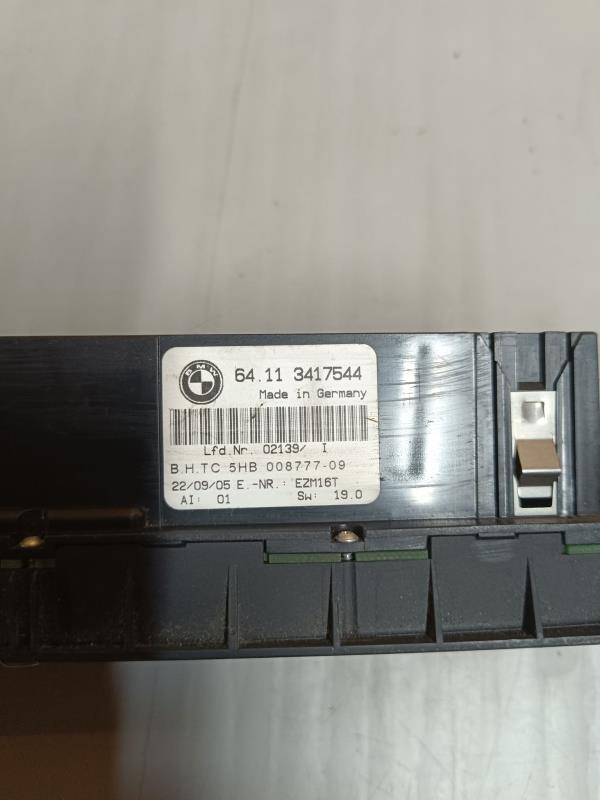 BMW
64.11 3417544
Made in Germany
Lfd.Nr. 02139/ I
B.H.TC 5HB 008777-09
22/09/05 E.-NR.: EZM16T
AI: 01 SW: 19.0